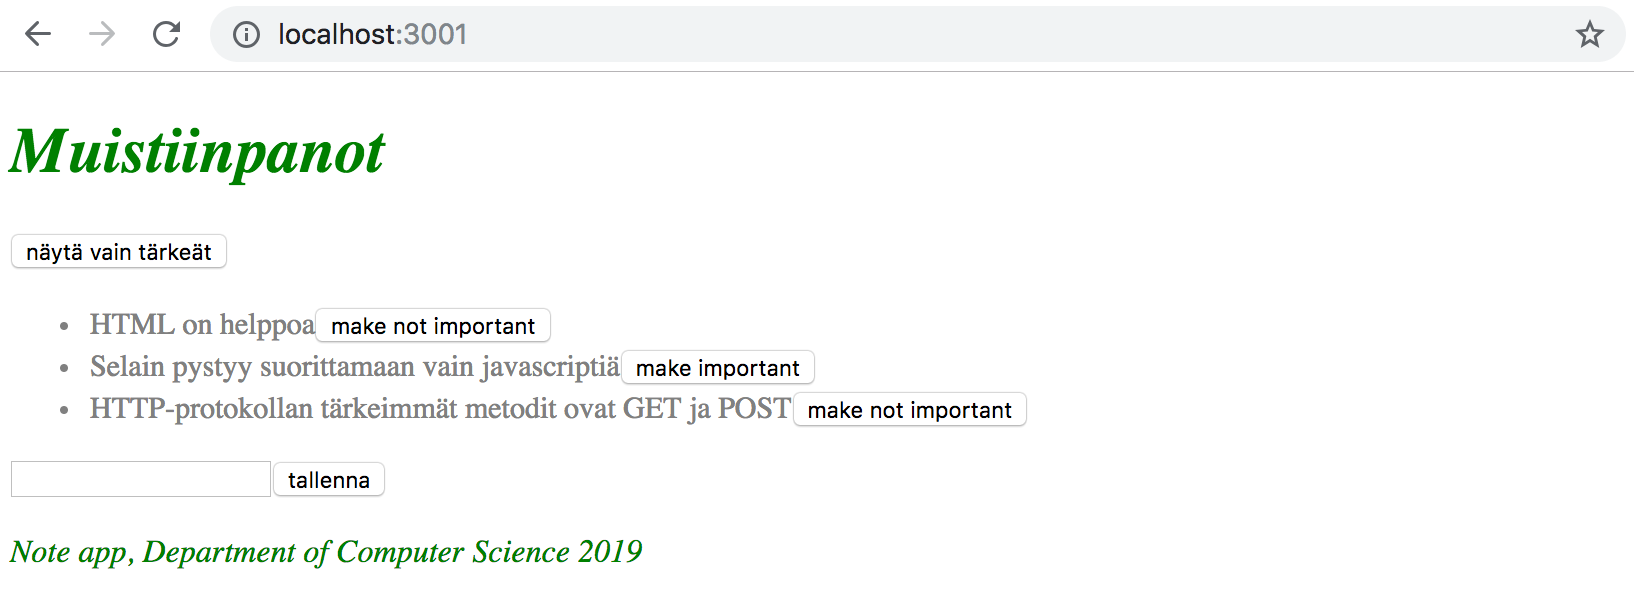 localhost:3001
Muistiinpanot
näytä vain tärkeät
HTML on helppoa make not important
Selain pystyy suorittamaan vain javascriptiä make important
HTTP-protokollan tärkeimmät metodit ovat GET ja POST make not important
tallenna
Note app, Department of Computer Science 2019